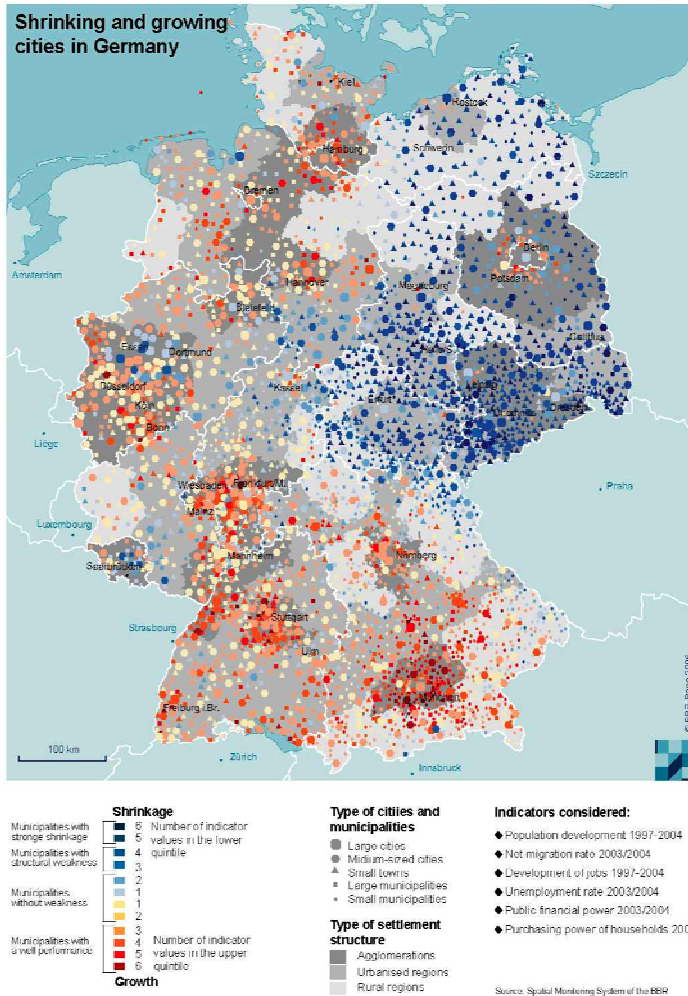 Shrinking and growing
cities in Germany
Kiel
Rostock
Hamburg
Schwerin
Szczecin
Bremen
Berlin
Amsterdam
Hannover
Potsdam
Magdeburg
Bielefeld
Cottbus
Essen
Dortmund
Halle/S.
Düsseldorf
Kassel
Leipzig
Köln
Erfurt
Dresden
Chemnitz
Bonn
Liège
Wiesbaden
Frankfurt/M.
Praha
Mainz
Luxembourg
Mannheim
Nürnberg
Saarbrücken
Stuttgart
Strasbourg
Ulm
München
Freiburg i.Br.
100 km
Zürich
Innsbruck
Shrinkage
Municipalities with
stronge shrinkage
6 Number of indicator
5 values in the lower
Municipalities with
structural weakness
4 quintile
3
Municipalities
without weakness
2
1
1
2
Municipalities with
a well performance
3
4 Number of indicator
5 values in the upper
6 quintile
Growth
Type of citiies and
municipalities
Large cities
Midium-sized cities
Small towns
Large municipalities
Small municipalities
Type of settlement
structure
Agglomerations
Urbanised regions
Rural regions
Indicators considered:
Population development 1997-2004
Net-migration rate 2003/2004
Development of jobs 1997-2004
Unemployment rate 2003/2004
Public financial power 2003/2004
Purchasing power of households
Source: Spatial Monitoring System of the BBR